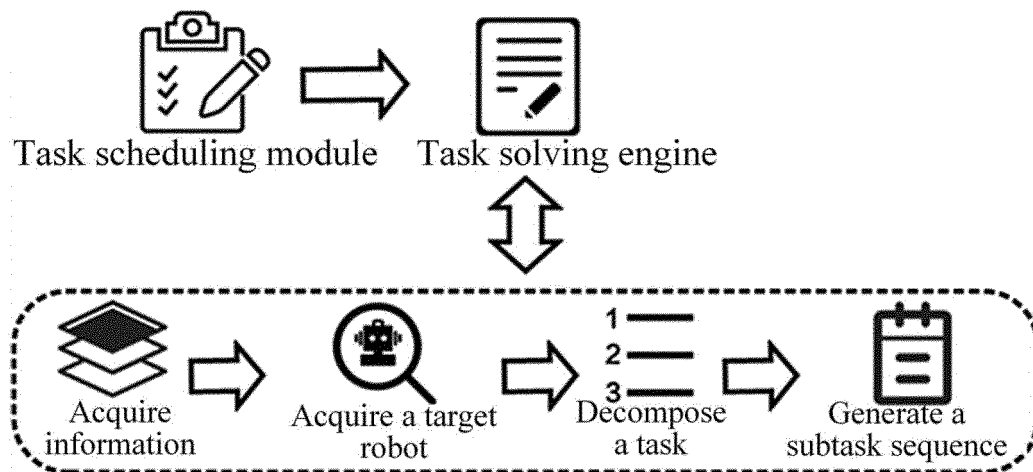 Task scheduling module
Task solving engine
1
2
3
Acquire
information
Acquire a target
robot
Decompose
a task
Generate a
subtask sequence